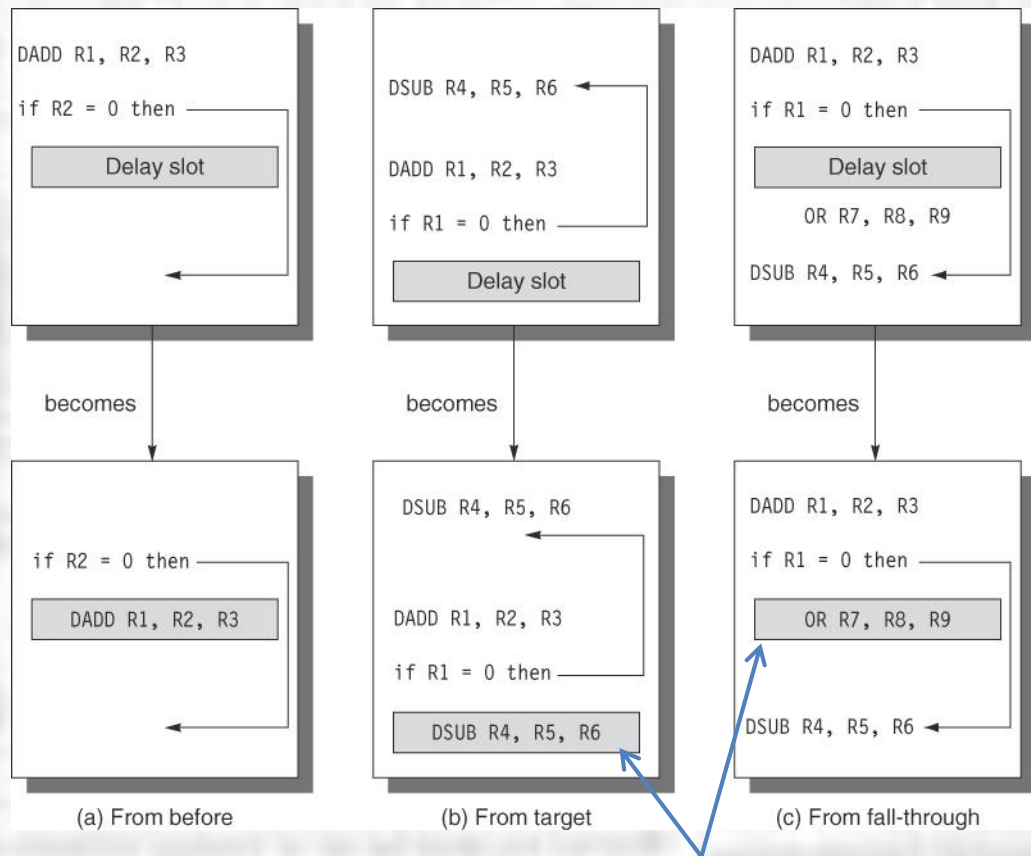 DADD R1, R2, R3
if R2 = 0 then
Delay slot
becomes
if R2 = 0 then
DADD R1, R2, R3
(a) From before
DSUB R4, R5, R6
DADD R1, R2, R3
if R1 = 0 then
Delay slot
becomes
DSUB R4, R5, R6
DADD R1, R2, R3
if R1 = 0 then
DSUB R4, R5, R6
(b) From target
DADD R1, R2, R3
if R1 = 0 then
Delay slot
OR R7, R8, R9
DSUB R4, R5, R6
becomes
DADD R1, R2, R3
if R1 = 0 then
OR R7, R8, R9
DSUB R4, R5, R6
(c) From fall-through